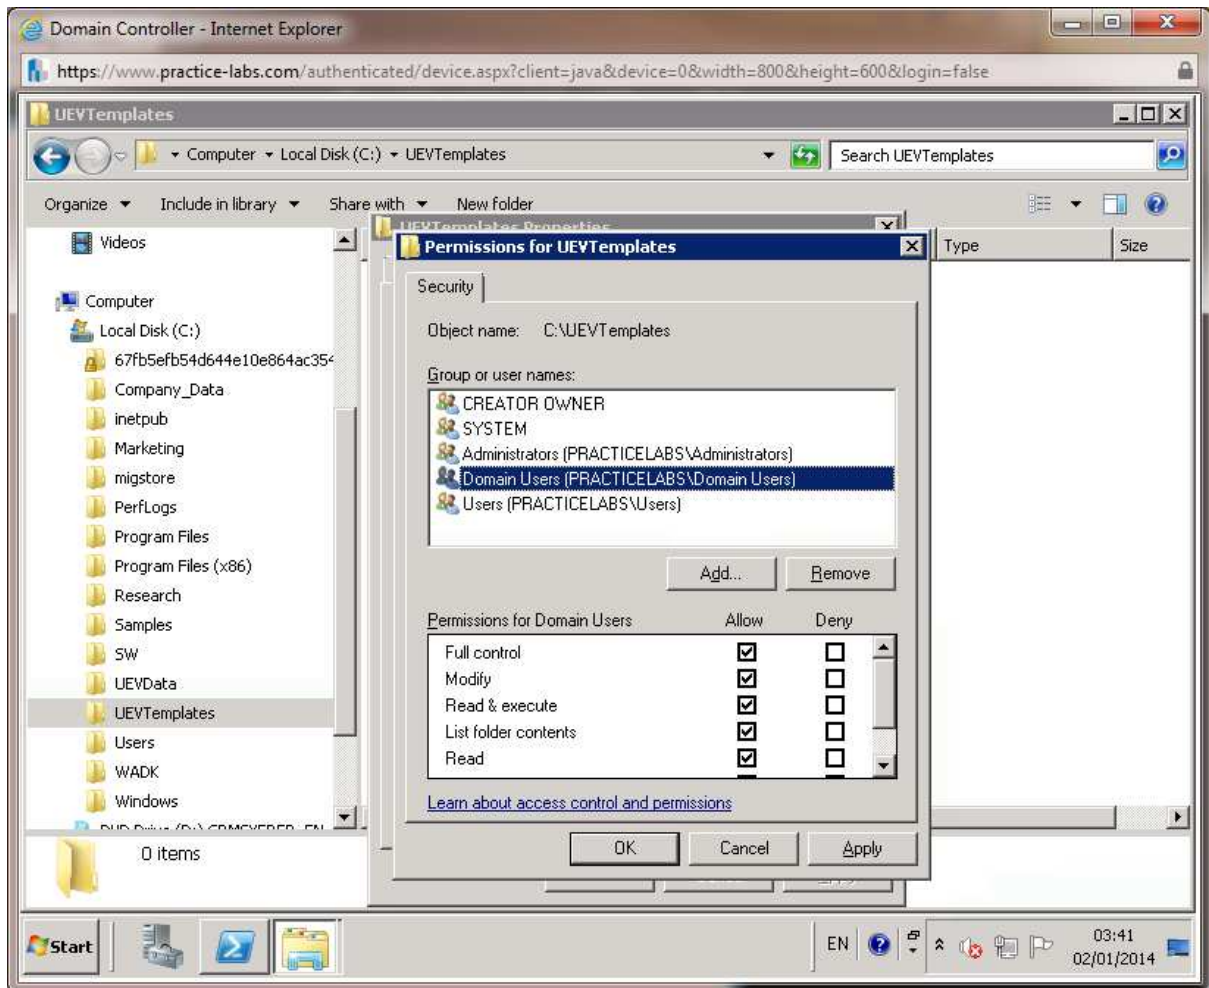 Domain Controller - Internet Explorer
https://www.practice-labs.com/authenticated/device.aspx?client=java&device=0&width=800&height=600&login=false
UEVTemplates
Computer Local Disk (C:) UEVTemplates
Search UEVTemplates
Organize Include in library Share with New folder
UEVTemplates Properties
Type Size
Videos
Computer
Local Disk (C:)
67fb5efb54d644e10e864ac354
Company_Data
inetpub
Marketing
migstore
PerfLogs
Program Files
Program Files (x86)
Research
Samples
SW
UEVData
UEVTemplates
Users
WADK
Windows
0 items
Permissions for UEVTemplates
Security
Object name: C:\UEVTemplates
Group or user names:
CREATOR OWNER
SYSTEM
Administrators (PRACTICELABS\Administrators)
Domain Users (PRACTICELABS\Domain Users)
Users (PRACTICELABS\Users)
Add... Remove
Permissions for Domain Users Allow Deny
Full control
Modify
Read & execute
List folder contents
Read
Learn about access control and permissions
OK Cancel Apply
Start
EN
03:41
02/01/2014